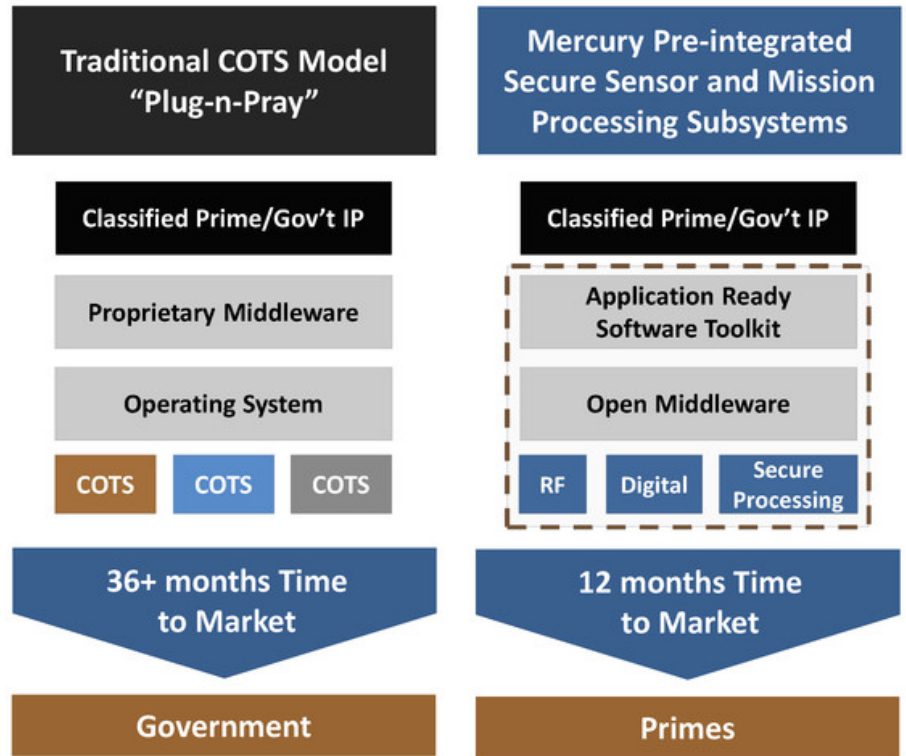 Traditional COTS Model
“Plug-n-Pray”
Classified Prime/Gov't IP
Proprietary Middleware
Operating System
COTS
COTS
COTS
36+ months Time
to Market
Government
Mercury Pre-integrated
Secure Sensor and Mission
Processing Subsystems
Classified Prime/Gov't IP
Application Ready
Software Toolkit
Open Middleware
RF
Digital
Secure
Processing
12 months Time
to Market
Primes